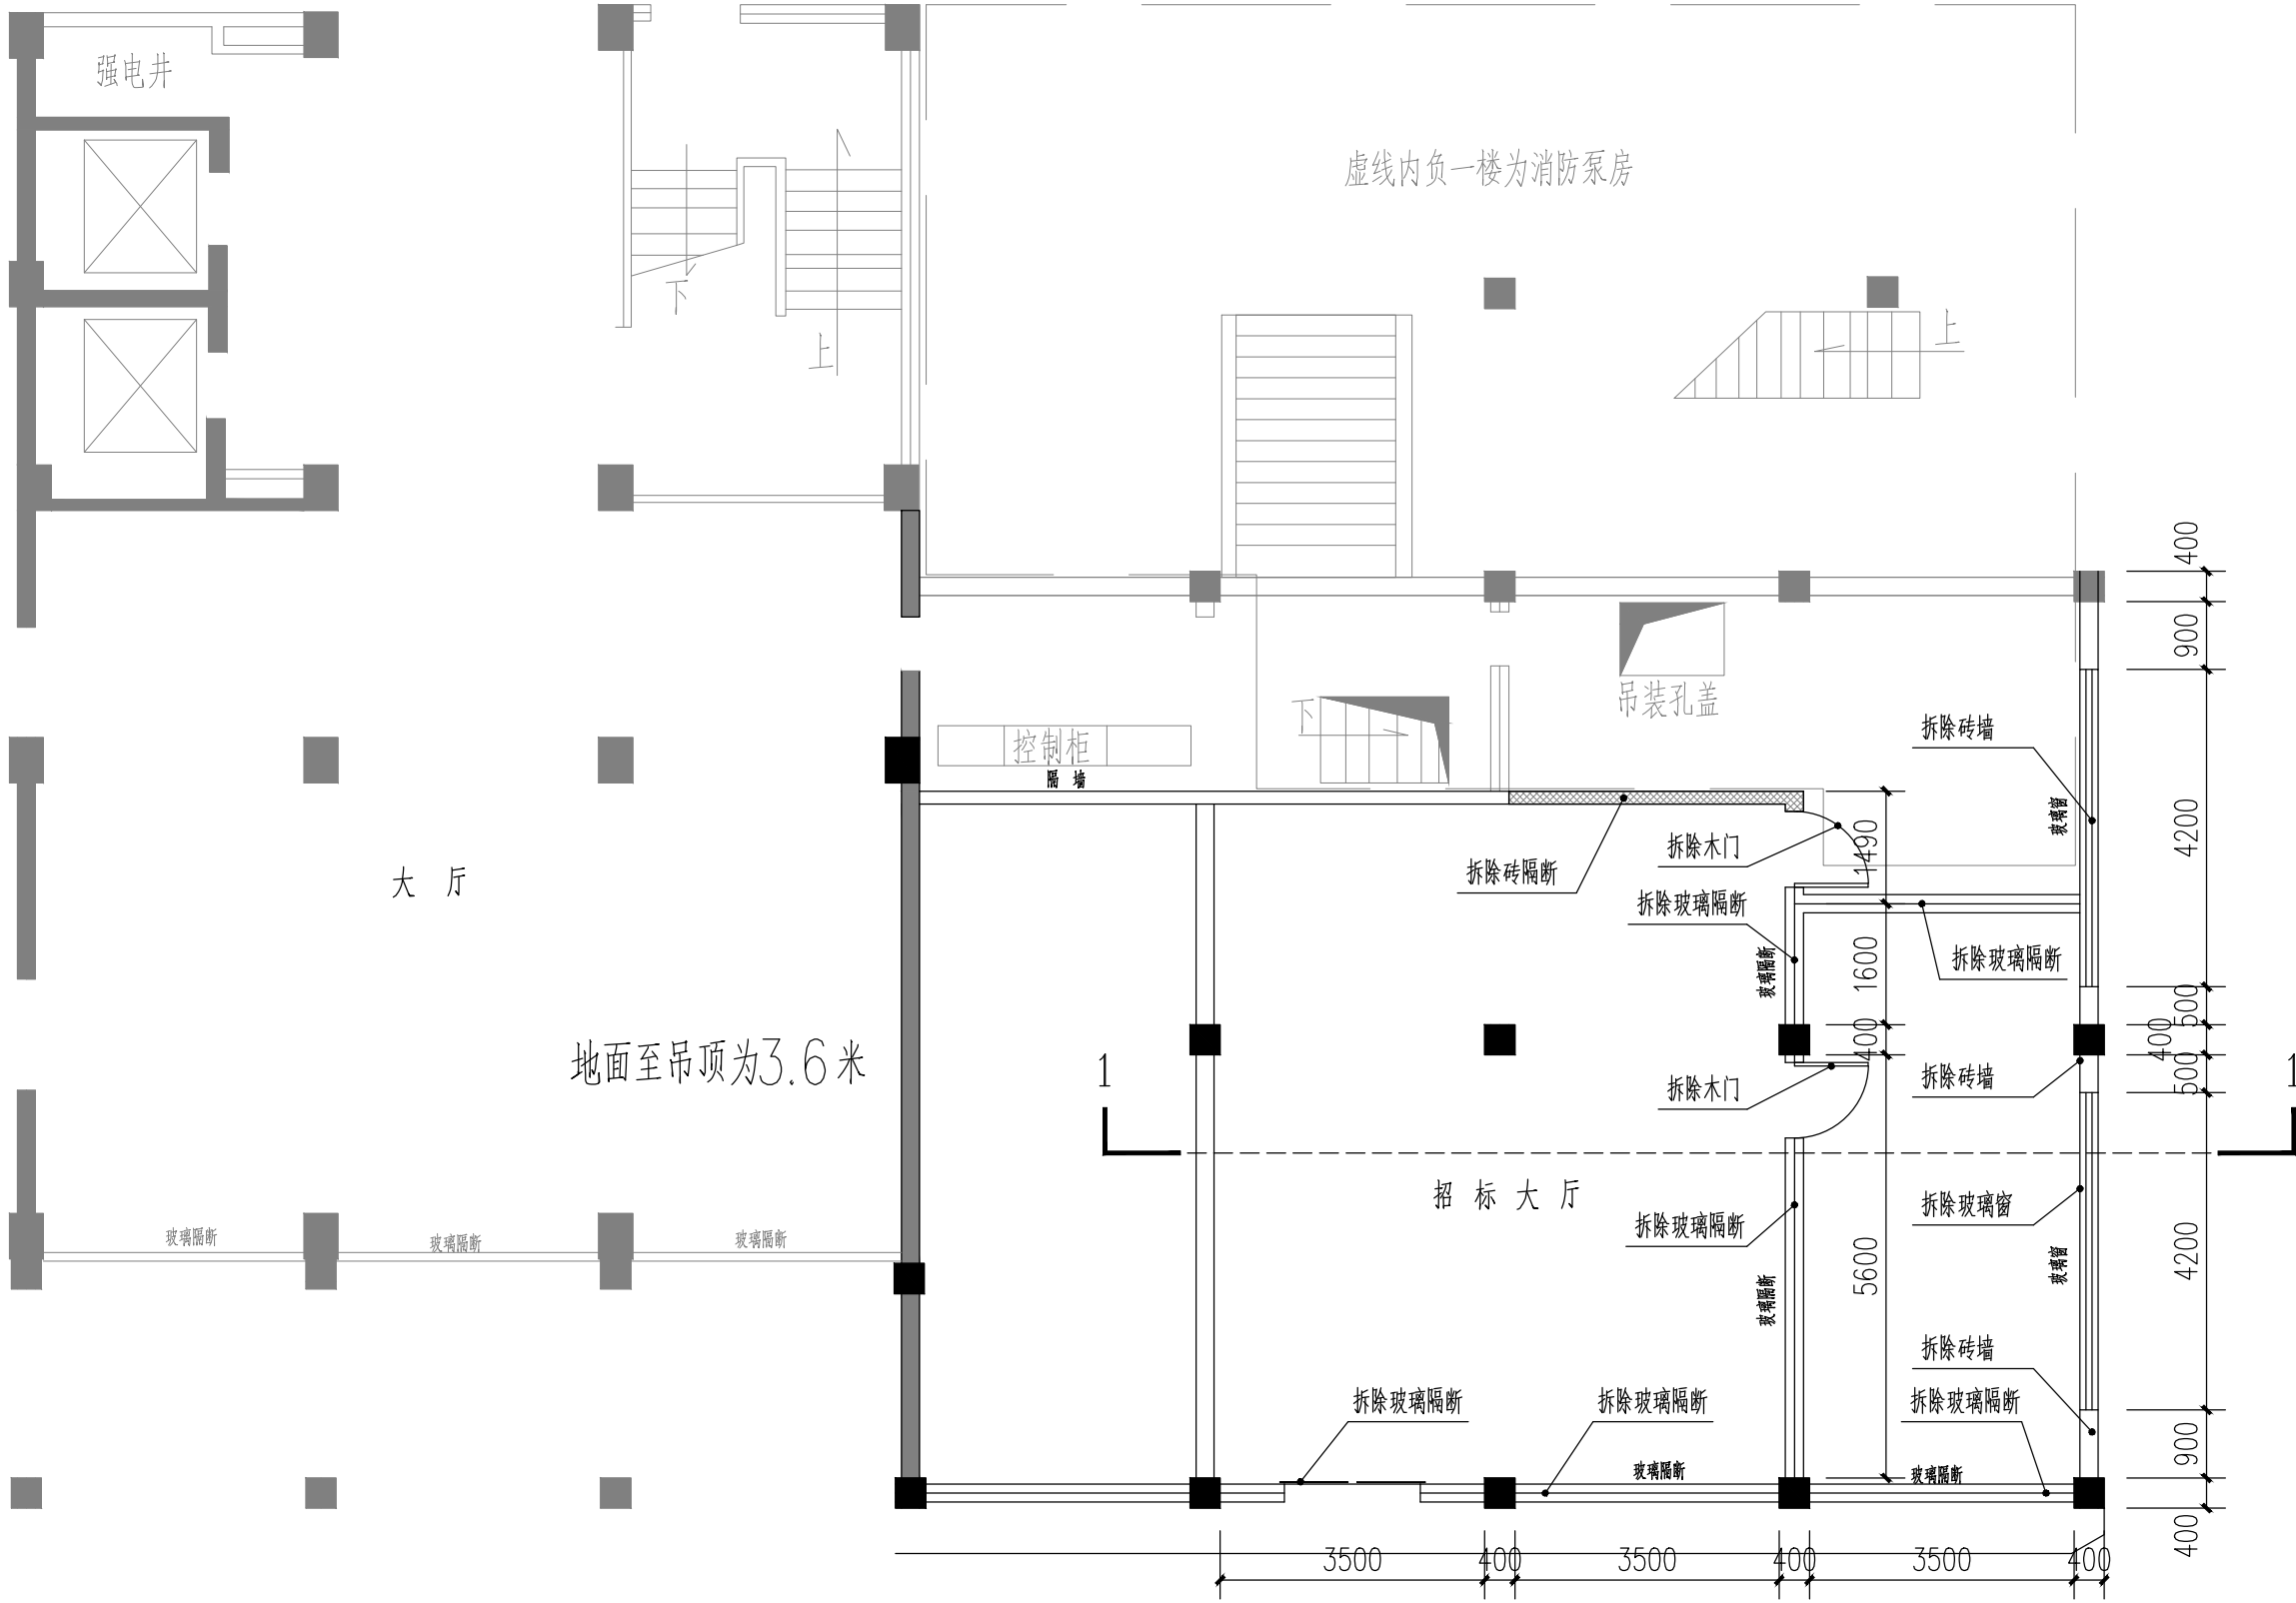 强电井
虚线内负一楼为消防泵房
下
上
上
400
900
吊装孔盖
下
控制柜
隔 墙
拆除砖墙
玻璃窗
4200
拆除木门
1490
拆除砖隔断
大 厅
拆除玻璃隔断
玻璃隔断
1600
拆除玻璃隔断
500
400
400
500
地面至吊顶为3.6米
1
1
拆除木门
拆除砖墙
招 标 大 厅
拆除玻璃隔断
拆除玻璃窗
玻璃隔断
玻璃隔断
玻璃隔断
玻璃隔断
5600
玻璃窗
4200
拆除砖墙
拆除玻璃隔断
拆除玻璃隔断
拆除玻璃隔断
玻璃隔断
玻璃隔断
900
400
3500
400
3500
400
3500
400